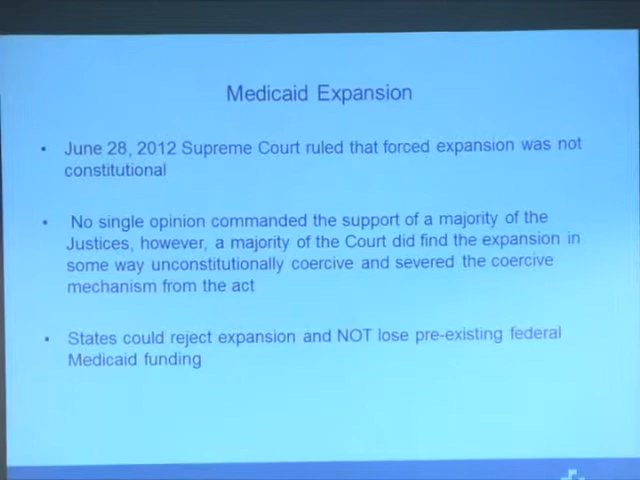 Medicaid Expansion
• June 28, 2012 Supreme Court ruled that forced expansion was not
constitutional
• No single opinion commanded the support of a majority of the
Justices, however, a majority of the Court did find the expansion in
some way unconstitutionally coercive and severed the coercive
mechanism from the act
• States could reject expansion and NOT lose pre-existing federal
Medicaid funding